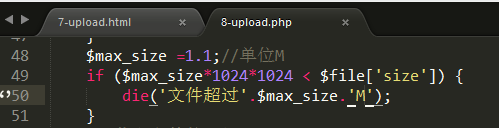 7-upload.html × 8-upload.php ×
47 }
48 $max_size =1.1;//单位M
49 if ($max_size*1024*1024 < $file['size']) {
50 die('文件超过'.$max_size.'M');
51 }